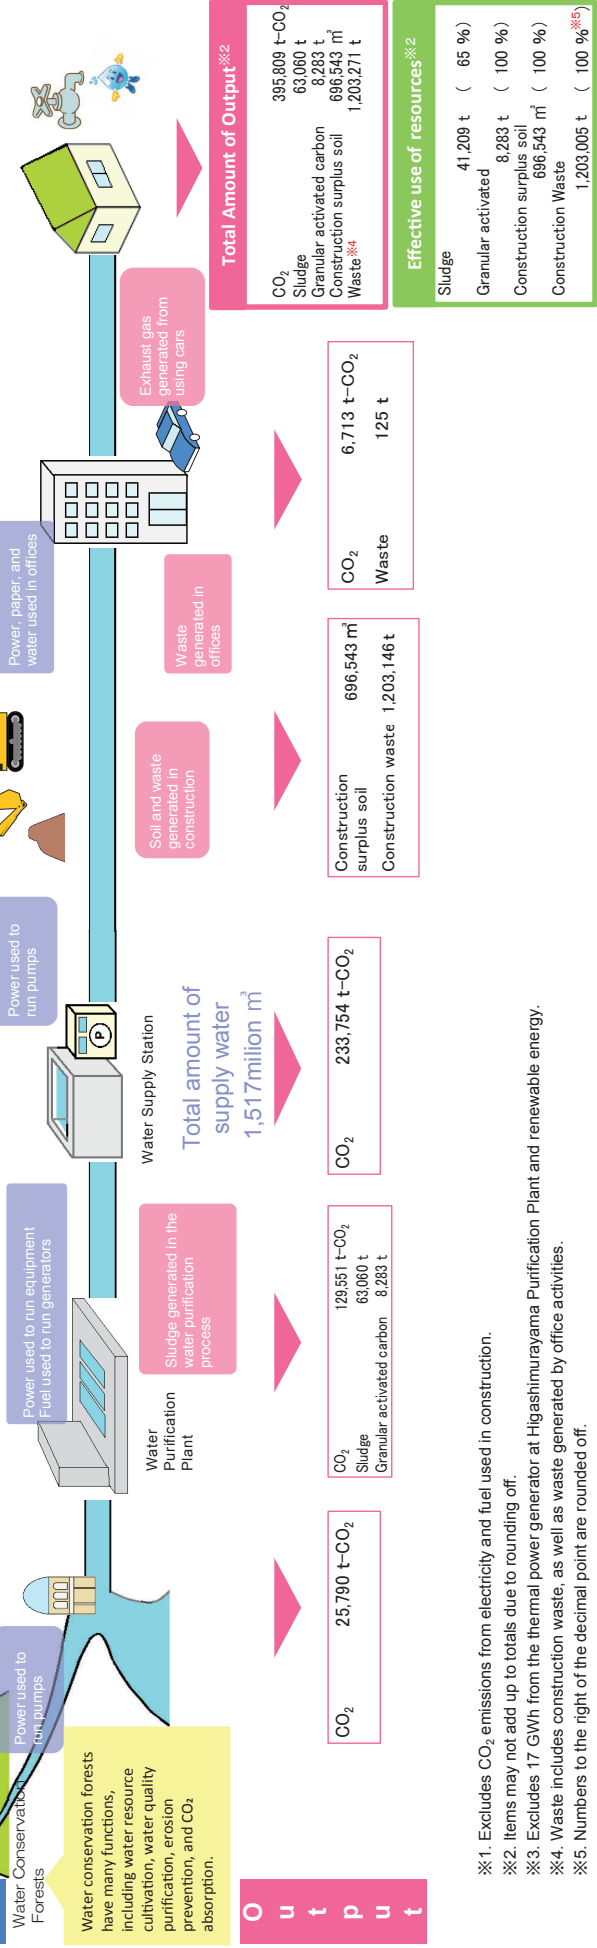 Water Conservation
Forests
Water conservation forests
have many functions,
including water resource
cultivation, water quality
purification, erosion
prevention, and CO₂
absorption.
Power used to
run pumps
Power used to run equipment
Fuel used to run generators
Water
Purification
Plant
Sludge generated in the
water purification
process
Power used to
run pumps
P
Water Supply Station
Total amount of
supply water
1,517milion ㎥
Soil and waste
generated in
construction
Power, paper, and
water used in offices
Waste
generated in
offices
Exhaust gas
generated from
using cars
Output
CO₂ 25,790 t-CO₂
CO₂ 129,551 t-CO₂
Sludge 63,060 t
Granular activated carbon 8,283 t
CO₂ 233,754 t-CO₂
Construction
surplus soil 696,543 ㎥
Construction waste 1,203,146 t
CO₂ 6,713 t-CO₂
Waste 125 t
Total Amount of Output※2
CO₂ 395,809 t-CO₂
Sludge 63,060 t
Granular activated carbon 8,283 t
Construction surplus soil 696,543 ㎥
Waste※4 1,203,271 t
Effective use of resources※2
Sludge
41,209 t ( 65 %)
Granular activated
8,283 t ( 100 %)
Construction surplus soil
696,543 ㎥ ( 100 %)
Construction Waste
1,203,005 t ( 100 %※5)
※1. Excludes CO₂ emissions from electricity and fuel used in construction.
※2. Items may not add up to totals due to rounding off.
※3. Excludes 17 GWh from the thermal power generator at Higashimurayama Purification Plant and renewable energy.
※4. Waste includes construction waste, as well as waste generated by office activities.
※5. Numbers to the right of the decimal point are rounded off.